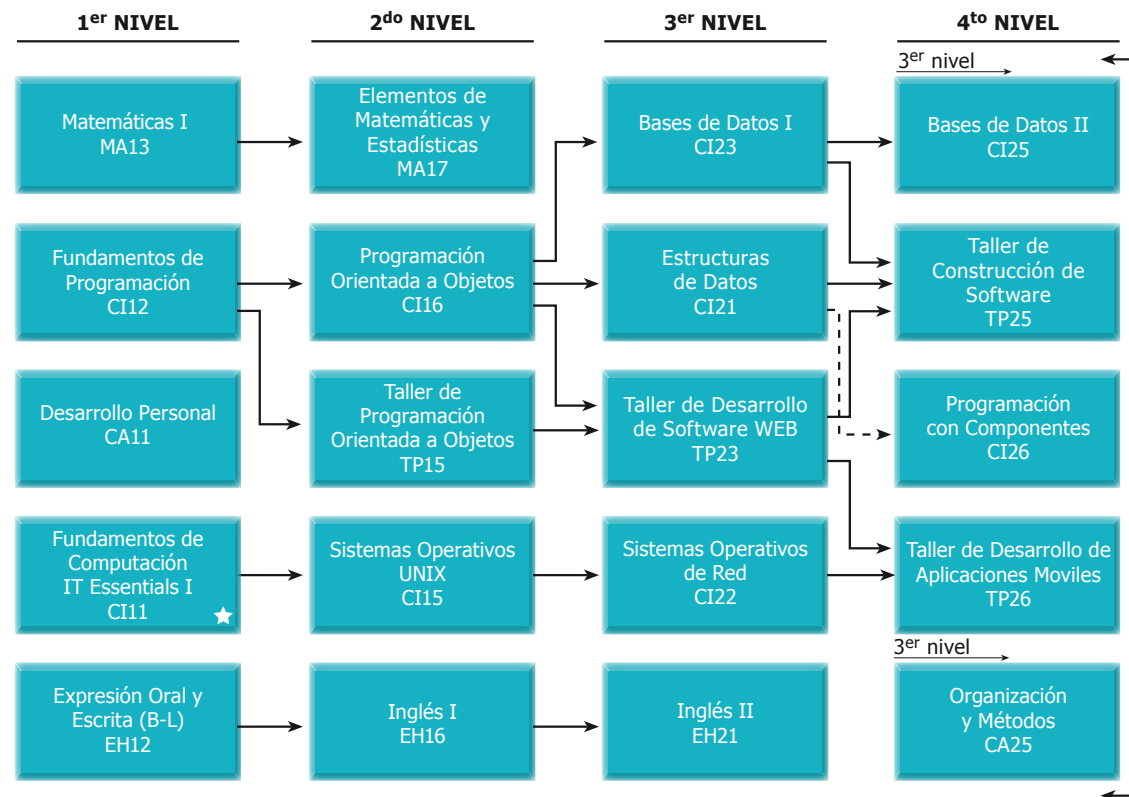 1er NIVEL
2do NIVEL
3er NIVEL
4to NIVEL
3er nivel
Matemáticas I
MA13
Elementos de
Matemáticas y
Estadísticas
MA17
Bases de Datos I
CI23
Bases de Datos II
CI25
Fundamentos de
Programación
CI12
Programación
Orientada a Objetos
CI16
Estructuras
de Datos
CI21
Taller de
Construcción de
Software
TP25
Desarrollo Personal
CA11
Taller de
Programación
Orientada a Objetos
TP15
Taller de Desarrollo
de Software WEB
TP23
Programación
con Componentes
CI26
Fundamentos de
Computación
IT Essentials I
CI11
Sistemas Operativos
UNIX
CI15
Sistemas Operativos
de Red
CI22
Taller de Desarrollo de
Aplicaciones Moviles
TP26
3er nivel
Expresión Oral y
Escrita (B-L)
EH12
Inglés I
EH16
Inglés II
EH21
Organización
y Métodos
CA25